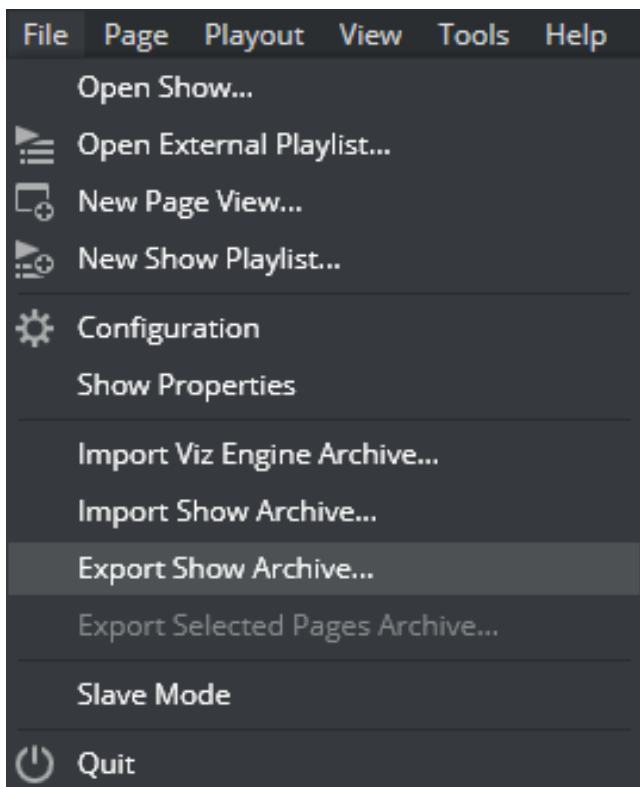 File Page Playout View Tools Help
Open Show...
Open External Playlist...
New Page View...
New Show Playlist...
Configuration
Show Properties
Import Viz Engine Archive...
Import Show Archive...
Export Show Archive...
Export Selected Pages Archive...
Slave Mode
Quit